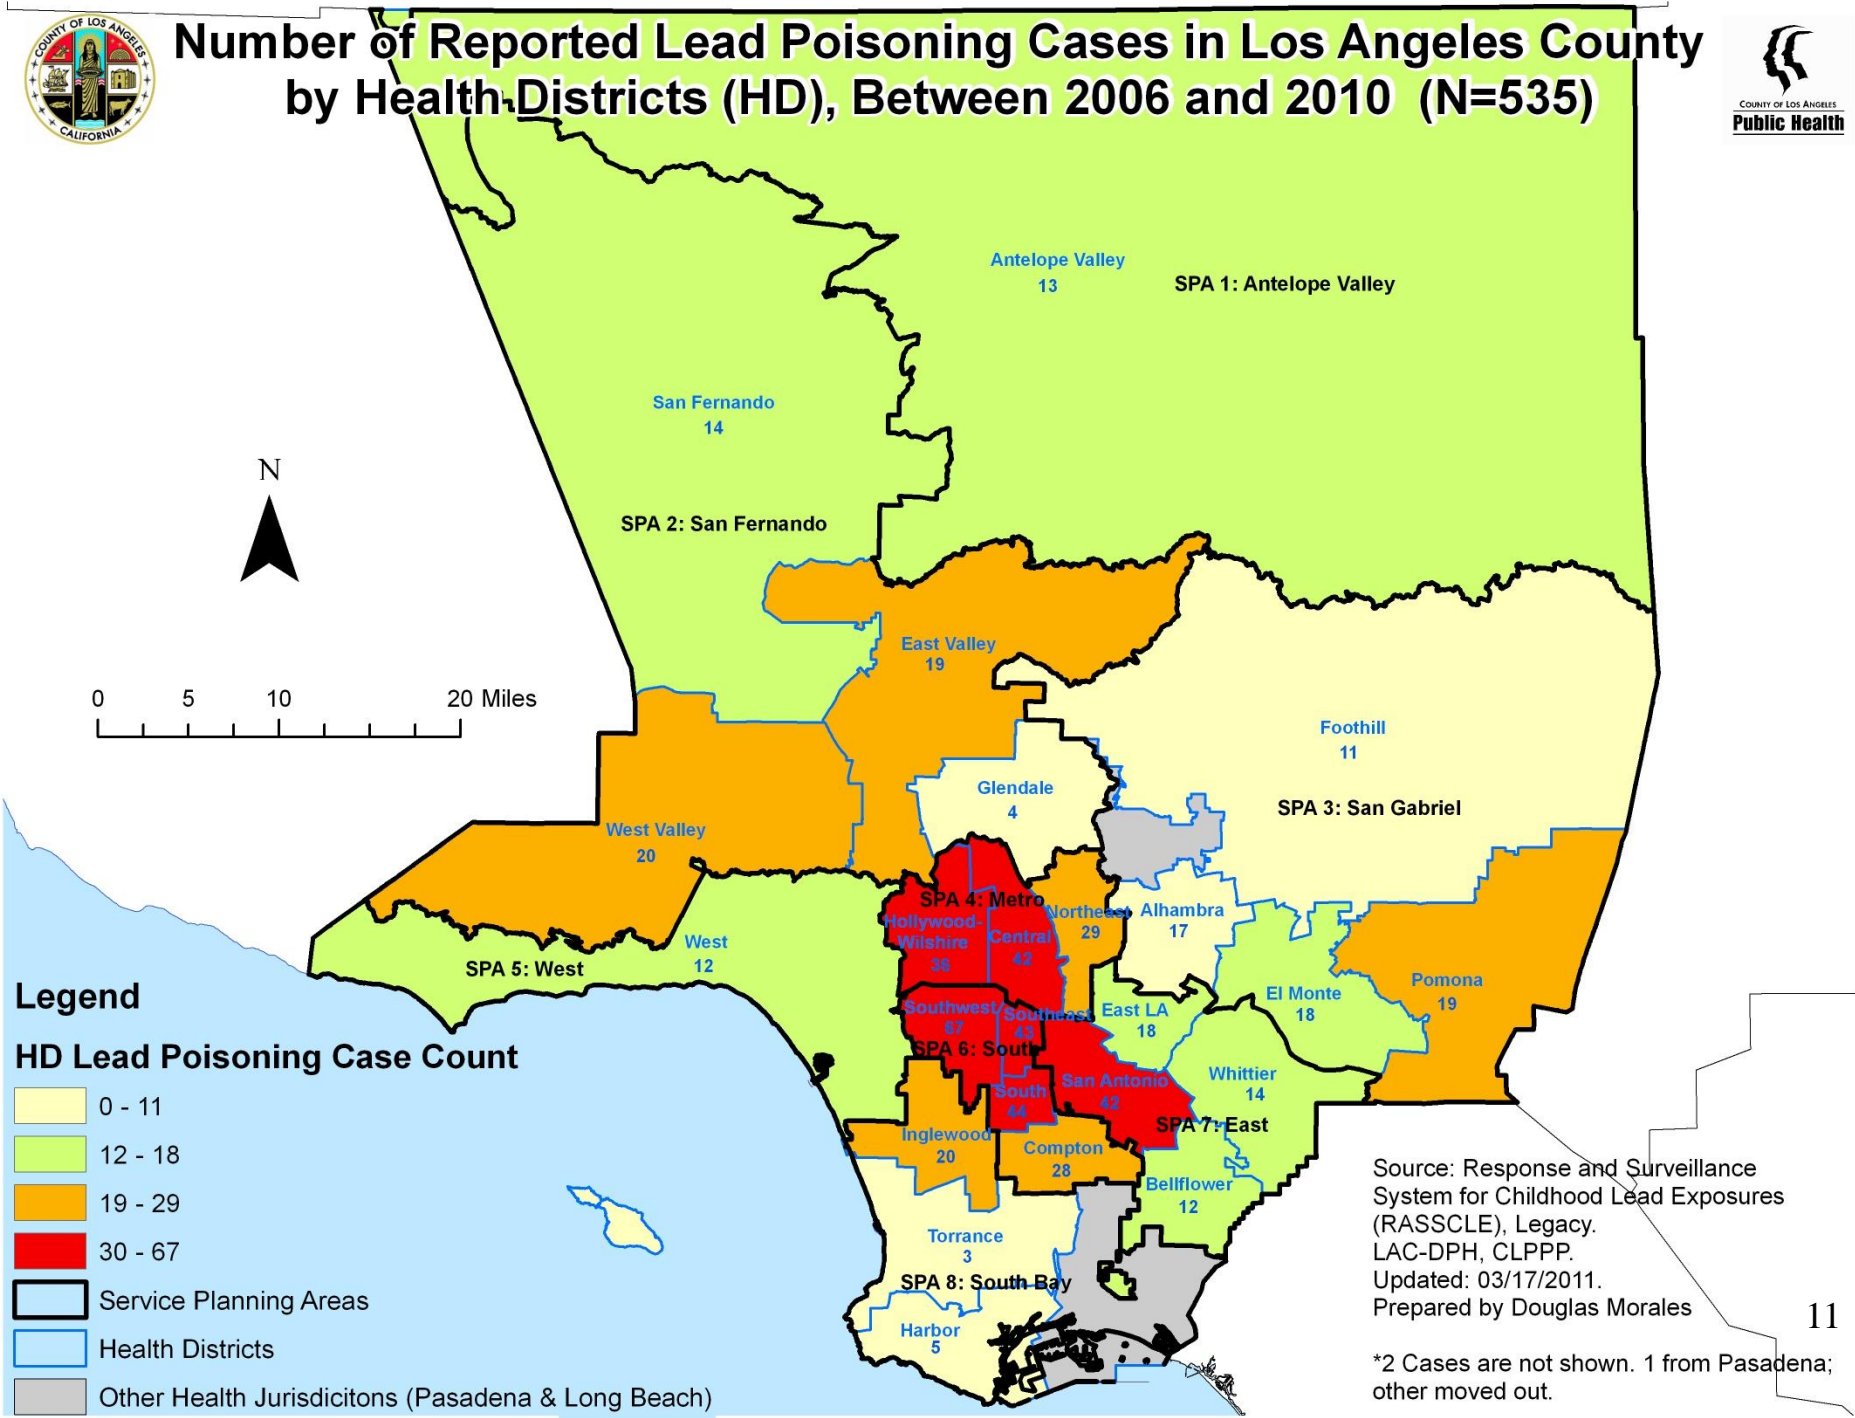 Number of Reported Lead Poisoning Cases in Los Angeles County
by Health Districts (HD), Between 2006 and 2010 (N=535)
COUNTY OF LOS ANGELES
CALIFORNIA
COUNTY OF LOS ANGELES
Public Health
Antelope Valley
13
SPA 1: Antelope Valley
San Fernando
14
SPA 2: San Fernando
N
0 5 10 20 Miles
East Valley
19
Foothill
11
SPA 3: San Gabriel
Glendale
4
West Valley
20
SPA 4: Metro
Hollywood-
Wilshire
36
Central
42
Northeast
29
Alhambra
17
West
12
SPA 5: West
El Monte
18
Pomona
19
East LA
18
Southwest
67
Southeast
43
SPA 6: South
South
44
San Antonio
42
Whittier
14
SPA 7: East
Inglewood
20
Compton
28
Bellflower
12
Torrance
3
SPA 8: South Bay
Harbor
5
Legend
HD Lead Poisoning Case Count
0 - 11
12 - 18
19 - 29
30 - 67
Service Planning Areas
Health Districts
Other Health Jurisdicitons (Pasadena & Long Beach)
Source: Response and Surveillance
System for Childhood Lead Exposures
(RASSCLE), Legacy.
LAC-DPH, CLPPP.
Updated: 03/17/2011.
Prepared by Douglas Morales
11
*2 Cases are not shown. 1 from Pasadena;
other moved out.